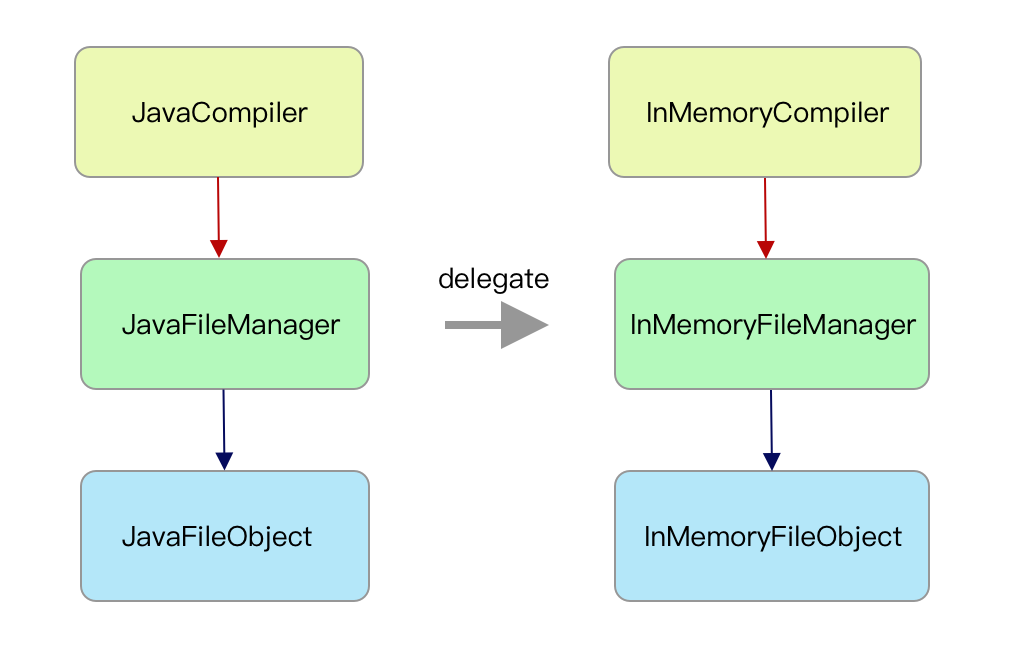 JavaCompiler
InMemoryCompiler
delegate
JavaFileManager
InMemoryFileManager
JavaFileObject
InMemoryFileObject